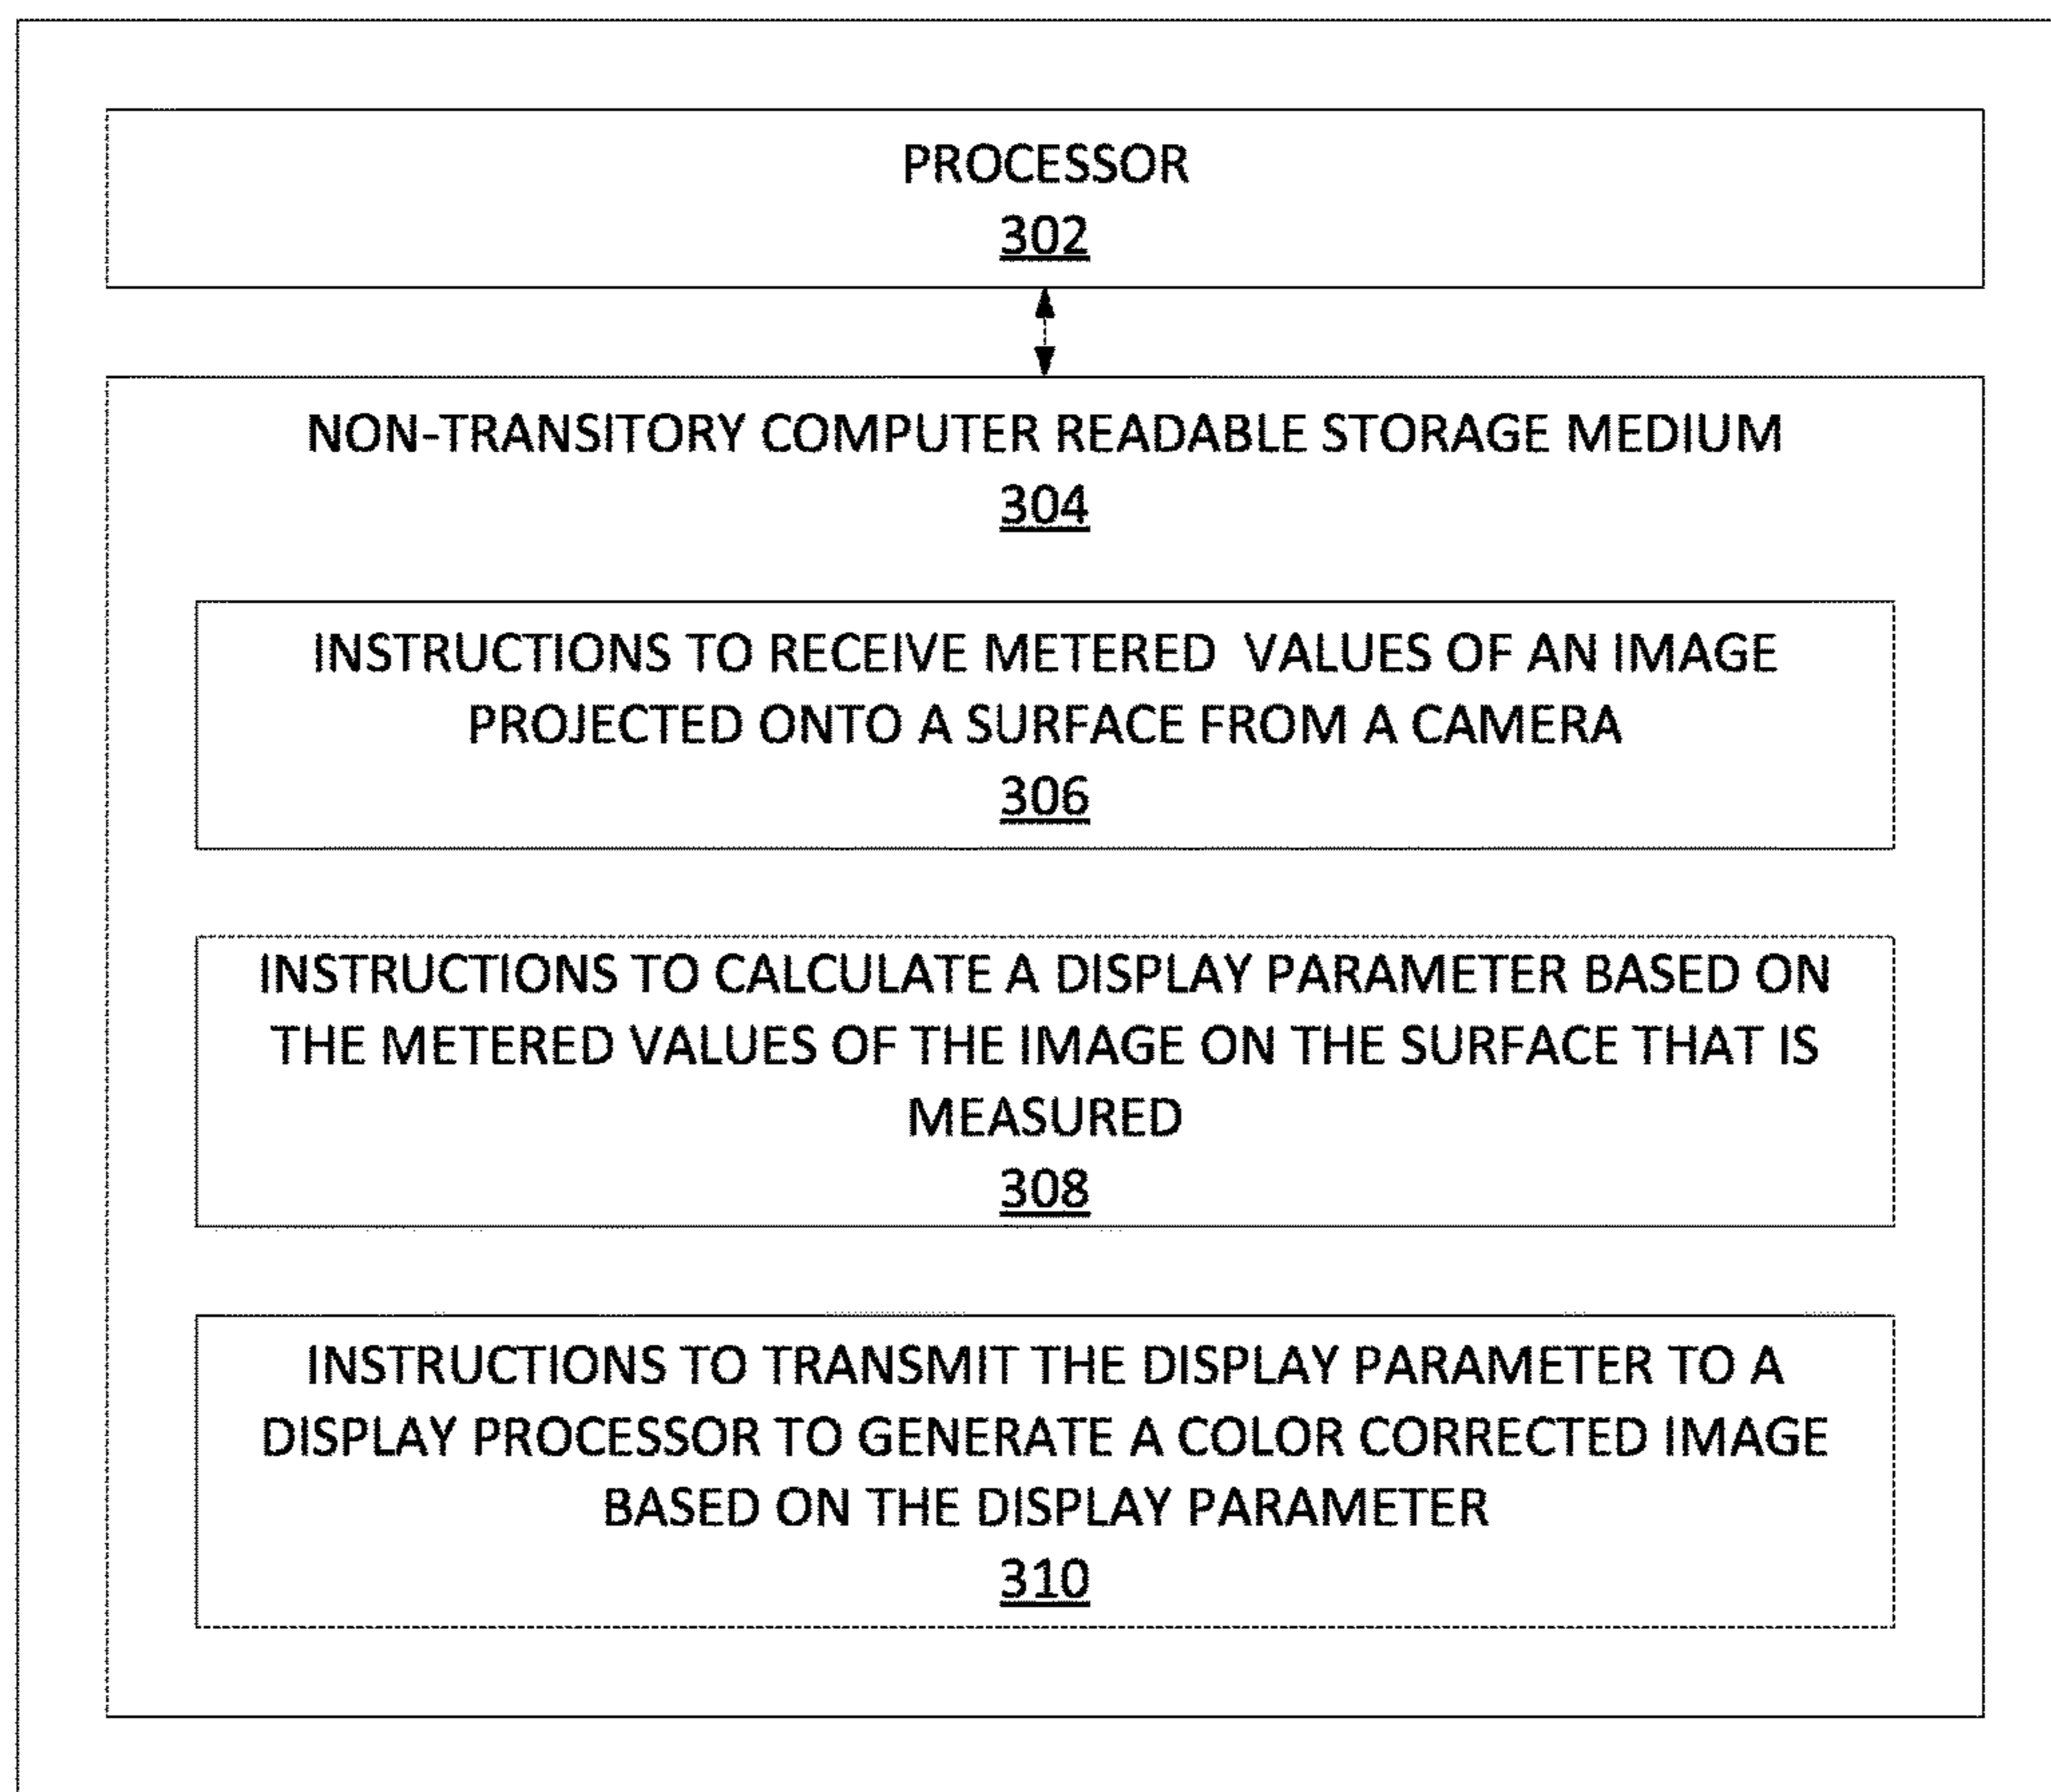 PROCESSOR
302
NON-TRANSITORY COMPUTER READABLE STORAGE MEDIUM
304
INSTRUCTIONS TO RECEIVE METERED VALUES OF AN IMAGE
PROJECTED ONTO A SURFACE FROM A CAMERA
306
INSTRUCTIONS TO CALCULATE A DISPLAY PARAMETER BASED ON
THE METERED VALUES OF THE IMAGE ON THE SURFACE THAT IS
MEASURED
308
INSTRUCTIONS TO TRANSMIT THE DISPLAY PARAMETER TO A
DISPLAY PROCESSOR TO GENERATE A COLOR CORRECTED IMAGE
BASED ON THE DISPLAY PARAMETER
310